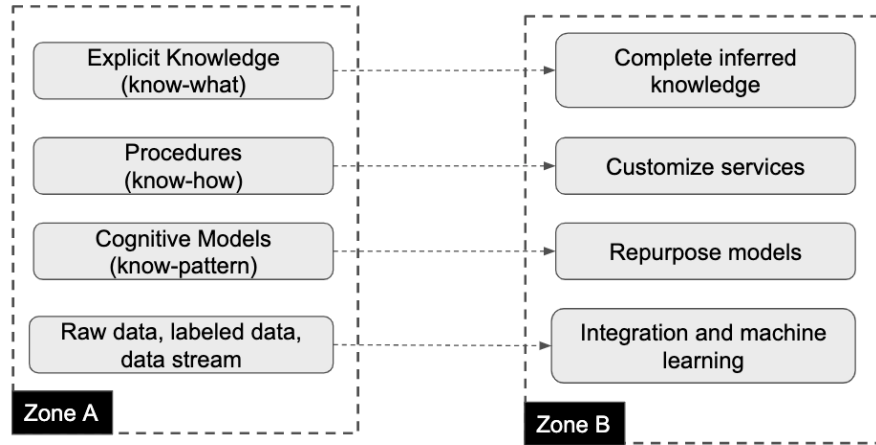 Explicit Knowledge
(know-what)
Complete inferred
knowledge
Procedures
(know-how)
Customize services
Cognitive Models
(know-pattern)
Repurpose models
Raw data, labeled data,
data stream
Integration and machine
learning
Zone A
Zone B